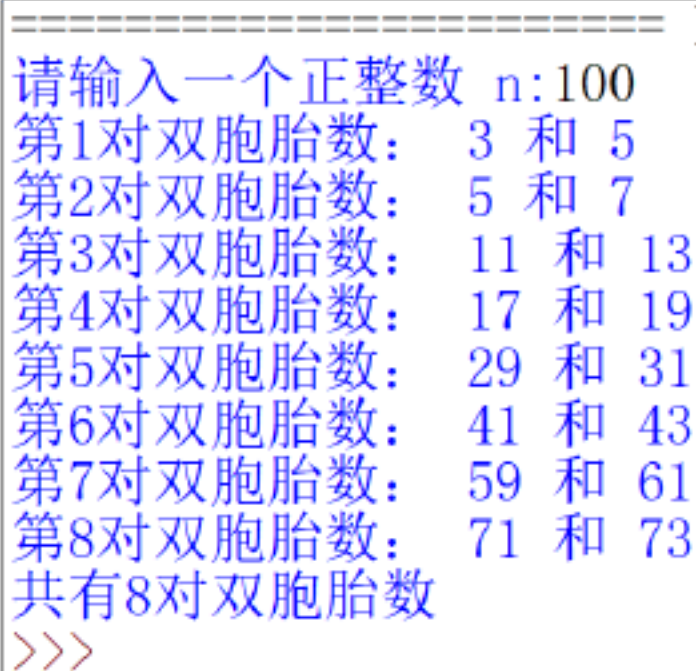 =======================
请输入一个正整数 n:100
第1对双胞胎数： 3 和 5
第2对双胞胎数： 5 和 7
第3对双胞胎数： 11 和 13
第4对双胞胎数： 17 和 19
第5对双胞胎数： 29 和 31
第6对双胞胎数： 41 和 43
第7对双胞胎数： 59 和 61
第8对双胞胎数： 71 和 73
共有8对双胞胎数
>>>